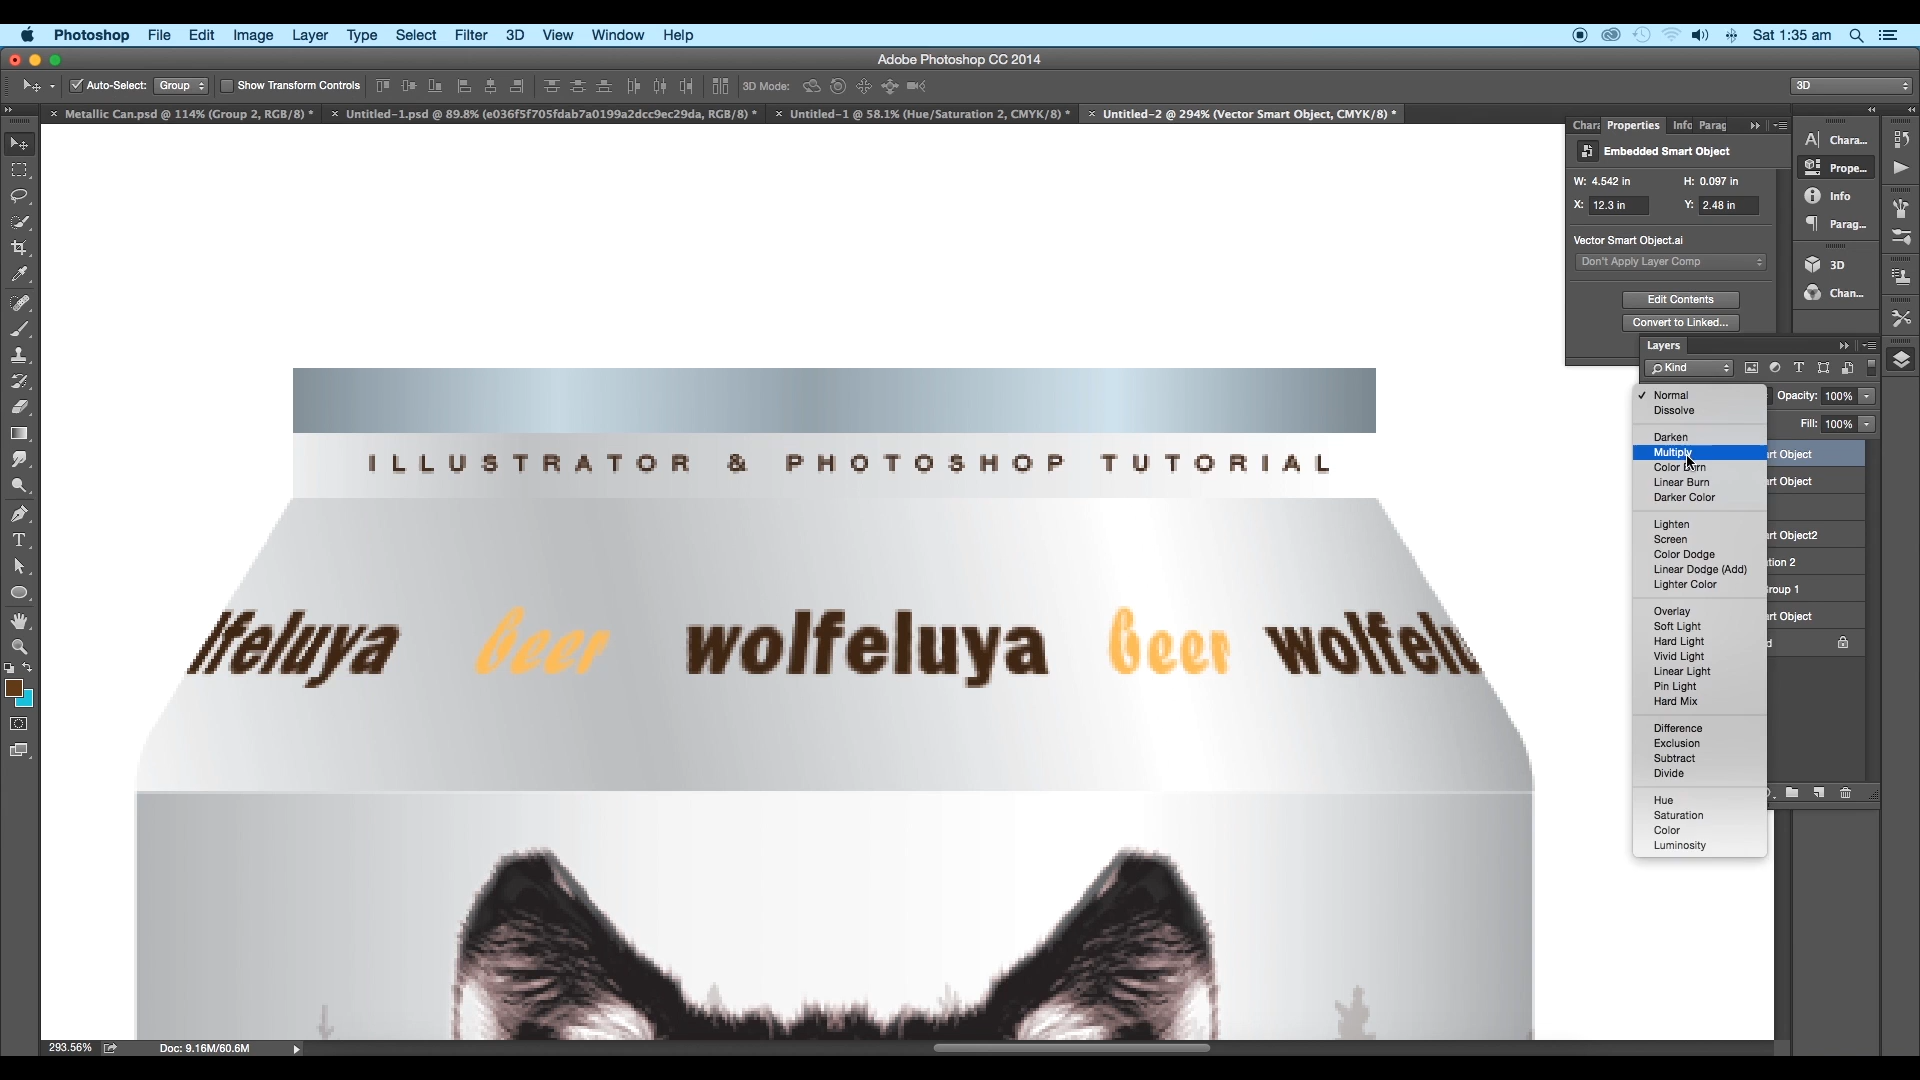 Photoshop File Edit Image Layer Type Select Filter 3D View Window Help Sat 1:35 am
Adobe Photoshop CC 2014
Auto-Select: Group Show Transform Controls 3D Mode: 3D
× Metallic Can.psd @ 114% (Group 2, RGB/8) * × Untitled-1.psd @ 89.8% (e036f5f705fdab7a0199a2dcc9ec29da, RGB/8) * × Untitled-1 @ 58.1% (Hue/Saturation 2, CMYK/8) * × Untitled-2 @ 294% (Vector Smart Object, CMYK/8) *
Chara Properties Info Parag
Embedded Smart Object
W: 4.542 in H: 0.097 in
X: 12.3 in Y: 2.48 in
Vector Smart Object.ai
Don't Apply Layer Comp
Edit Contents
Convert to Linked...
Chara...
Prope...
Info
Parag...
3D
Chan...
Layers
Kind
Opacity: 100%
Fill: 100%
Normal
Dissolve
Darken
Multiply
Color Burn
Linear Burn
Darker Color
Lighten
Screen
Color Dodge
Linear Dodge (Add)
Lighter Color
Overlay
Soft Light
Hard Light
Vivid Light
Linear Light
Pin Light
Hard Mix
Difference
Exclusion
Subtract
Divide
Hue
Saturation
Color
Luminosity
rt Object
rt Object
rt Object2
tion 2
roup 1
rt Object
d
ILLUSTRATOR & PHOTOSHOP TUTORIAL
lfeluya beer wolfeluya beer wolfelu
293.56% Doc: 9.16M/60.6M